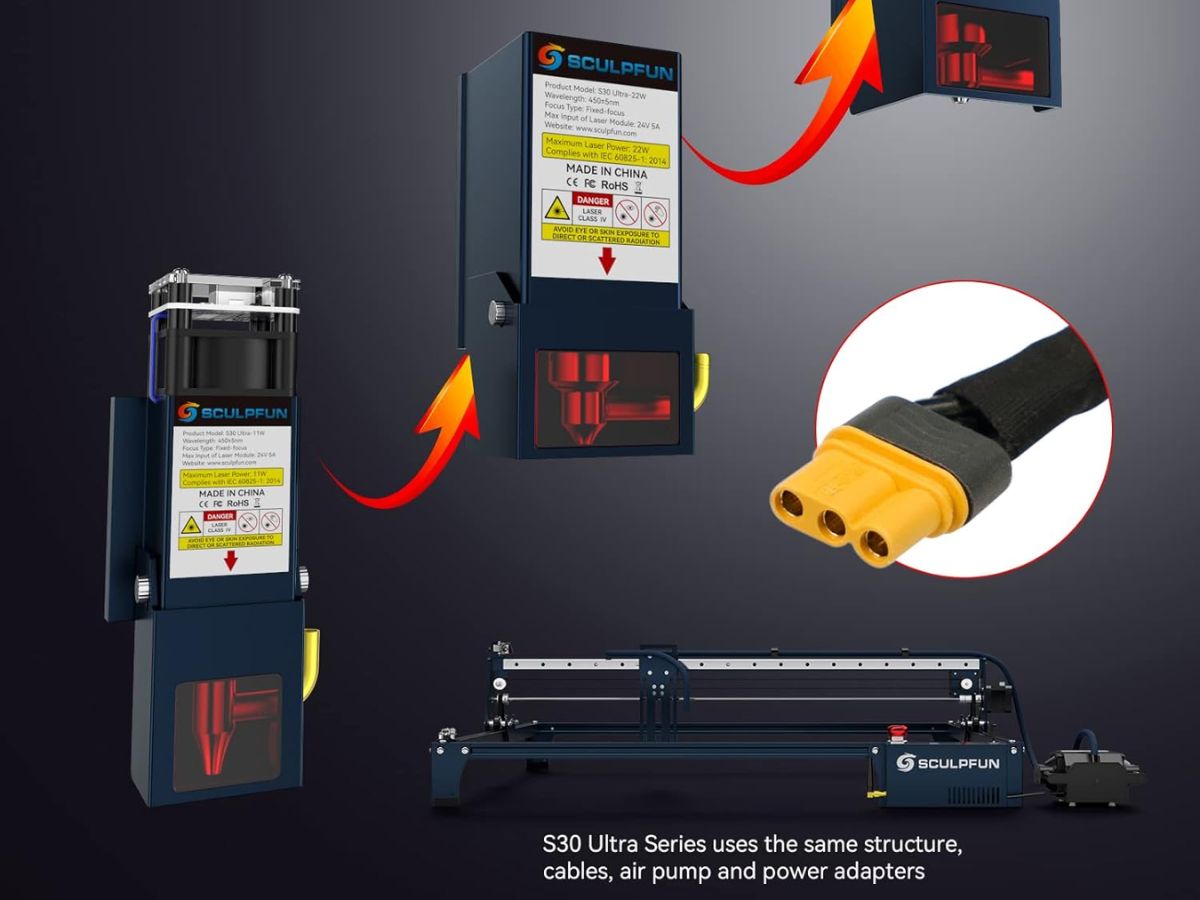 SCULPFUN
Product Model: S30 Ultra-22W
Wavelength: 450±5nm
Focus Type: Fixed-focus
Max Input of Laser Module: 24V 5A
Website: www.sculpfun.com
Maximum Laser Power: 22W
Complies with IEC 60825-1: 2014
MADE IN CHINA
CE FC RoHS
DANGER
LASER
CLASS IV
AVOID EYE OR SKIN EXPOSURE TO
DIRECT OR SCATTERED RADIATION
SCULPFUN
Product Model: S30 Ultra-11W
Wavelength: 450±5nm
Focus Type: Fixed-focus
Max Input of Laser Module: 24V 5A
Website: www.sculpfun.com
Maximum Laser Power: 11W
Complies with IEC 60825-1: 2014
MADE IN CHINA
CE FC RoHS
DANGER
LASER
CLASS IV
AVOID EYE OR SKIN EXPOSURE TO
DIRECT OR SCATTERED RADIATION
SCULPFUN
S30 Ultra Series uses the same structure,
cables, air pump and power adapters